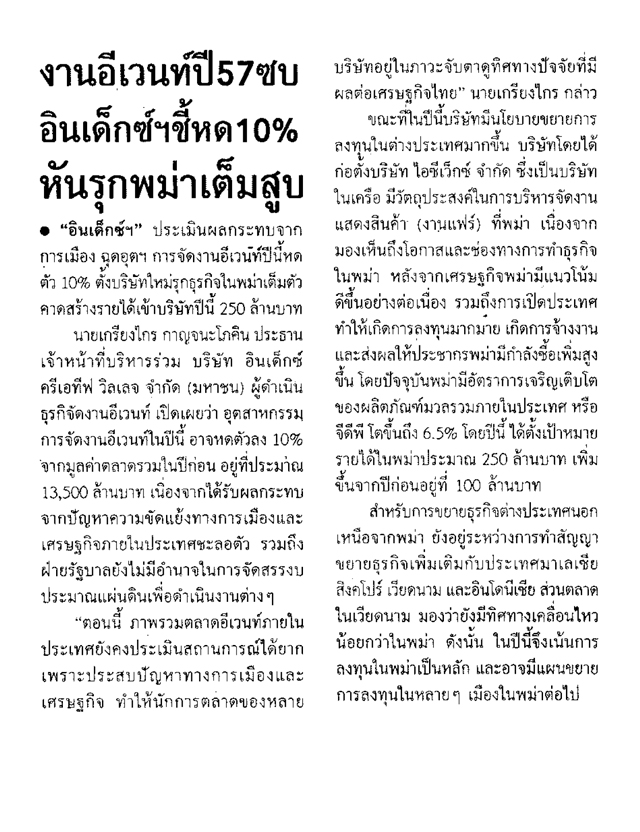 งานอีเวนท์ปี57ซบ
อินเด็กซ์ฯชี้หด10%
หันรุกพม่าเต็มสูบ
● “อินเด็กซ์ฯ” ประเมินผลกระทบจาก
การเมือง ฉุดอุตฯ การจัดงานอีเวนท์ปีนี้หด
ตัว 10% ตั้งบริษัทใหม่รุกธุรกิจในพม่าเต็มตัว
คาดสร้างรายได้เข้าบริษัทปีนี้ 250 ล้านบาท
นายเกรียงไกร กาญจนะโภคิน ประธาน
เจ้าหน้าที่บริหารร่วม บริษัท อินเด็กซ์
ครีเอทีฟ วิลเลจ จำกัด (มหาชน) ผู้ดำเนิน
ธุรกิจจัดงานอีเวนท์ เปิดเผยว่า อุตสาหกรรม
การจัดงานอีเวนท์ในปีนี้ อาจหดตัวลง 10%
จากมูลค่าตลาดรวมในปีก่อน อยู่ที่ประมาณ
13,500 ล้านบาท เนื่องจากได้รับผลกระทบ
จากปัญหาความขัดแย้งทางการเมืองและ
เศรษฐกิจภายในประเทศชะลอตัว รวมถึง
ฝ่ายรัฐบาลยังไม่มีอำนาจในการจัดสรรงบ
ประมาณแผ่นดินเพื่อดำเนินงานต่างๆ
“ตอนนี้ ภาพรวมตลาดอีเวนท์ภายใน
ประเทศยังคงประเมินสถานการณ์ได้ยาก
เพราะประสบปัญหาทางการเมืองและ
เศรษฐกิจ ทำให้นักการตลาดของหลาย
บริษัทอยู่ในภาวะจับตาดูทิศทางปัจจัยที่มี
ผลต่อเศรษฐกิจไทย” นายเกรียงไกร กล่าว
ขณะที่ในปีนี้บริษัทมีนโยบายขยายการ
ลงทุนในต่างประเทศมากขึ้น บริษัทโดยได้
ก่อตั้งบริษัท ไอซีเว็กซ์ จำกัด ซึ่งเป็นบริษัท
ในเครือ มีวัตถุประสงค์ในการบริหารจัดงาน
แสดงสินค้า (งานแฟร์) ที่พม่า เนื่องจาก
มองเห็นถึงโอกาสและช่องทางการทำธุรกิจ
ในพม่า หลังจากเศรษฐกิจพม่ามีแนวโน้ม
ดีขึ้นอย่างต่อเนื่อง รวมถึงการเปิดประเทศ
ทำให้เกิดการลงทุนมากมาย เกิดการจ้างงาน
และส่งผลให้ประชากรพม่ามีกำลังซื้อเพิ่มสูง
ขึ้น โดยปัจจุบันพม่ามีอัตราการเจริญเติบโต
ของผลิตภัณฑ์มวลรวมภายในประเทศ หรือ
จีดีพี โตขึ้นถึง 6.5% โดยปีนี้ ได้ตั้งเป้าหมาย
รายได้ในพม่าประมาณ 250 ล้านบาท เพิ่ม
ขึ้นจากปีก่อนอยู่ที่ 100 ล้านบาท
สำหรับการขยายธุรกิจต่างประเทศนอก
เหนือจากพม่า ยังอยู่ระหว่างการทำสัญญา
ขยายธุรกิจเพิ่มเติมกับประเทศมาเลเซีย
สิงคโปร์ เวียดนาม และอินโดนีเซีย ส่วนตลาด
ในเวียดนาม มองว่ายังมีทิศทางเคลื่อนไหว
น้อยกว่าในพม่า ดังนั้น ในปีนี้จึงเน้นการ
ลงทุนในพม่าเป็นหลัก และอาจมีแผนขยาย
การลงทุนในหลายๆ เมืองในพม่าต่อไป